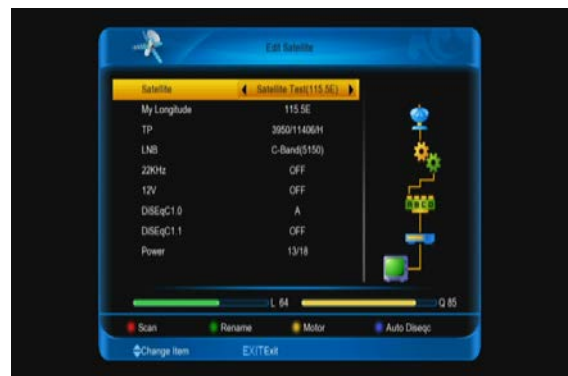 Edit Satellite
Satellite Satellite Test(115.5E)
My Longitude 115.5E
TP 3950/11406/H
LNB C-Band(5150)
22KHz OFF
12V OFF
DiSEqC1.0 A
DiSEqC1.1 OFF
Power 13/18
ABCD
L 64 Q 85
Scan Rename Motor Auto Diseqc
Change Item EXITExit